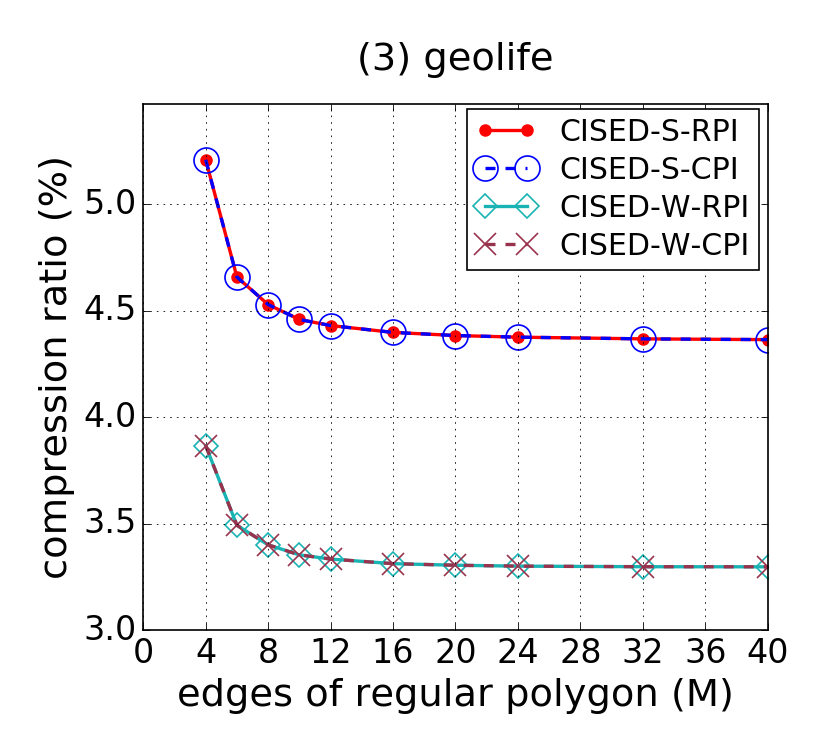 (3) geolife
CISED-S-RPI
CISED-S-CPI
CISED-W-RPI
CISED-W-CPI
compression ratio (%)
5.0
4.5
4.0
3.5
3.0
0 4 8 12 16 20 24 28 32 36 40
edges of regular polygon (M)